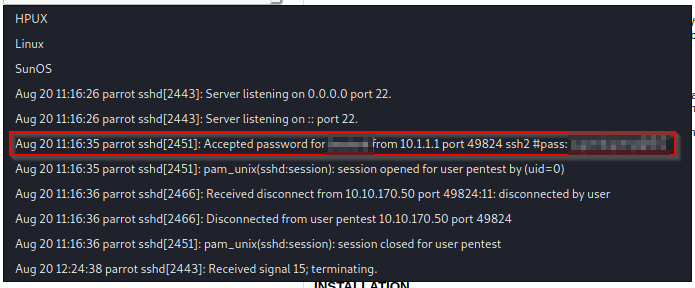 HPUX
Linux
SunOS
Aug 20 11:16:26 parrot sshd[2443]: Server listening on 0.0.0.0 port 22.
Aug 20 11:16:26 parrot sshd[2443]: Server listening on :: port 22.
Aug 20 11:16:35 parrot sshd[2451]: Accepted password for from 10.1.1.1 port 49824 ssh2 #pass:
Aug 20 11:16:35 parrot sshd[2451]: pam_unix(sshd:session): session opened for user pentest by (uid=0)
Aug 20 11:16:36 parrot sshd[2466]: Received disconnect from 10.10.170.50 port 49824:11: disconnected by user
Aug 20 11:16:36 parrot sshd[2466]: Disconnected from user pentest 10.10.170.50 port 49824
Aug 20 11:16:36 parrot sshd[2451]: pam_unix(sshd:session): session closed for user pentest
Aug 20 12:24:38 parrot sshd[2443]: Received signal 15; terminating.
INSTALLATION